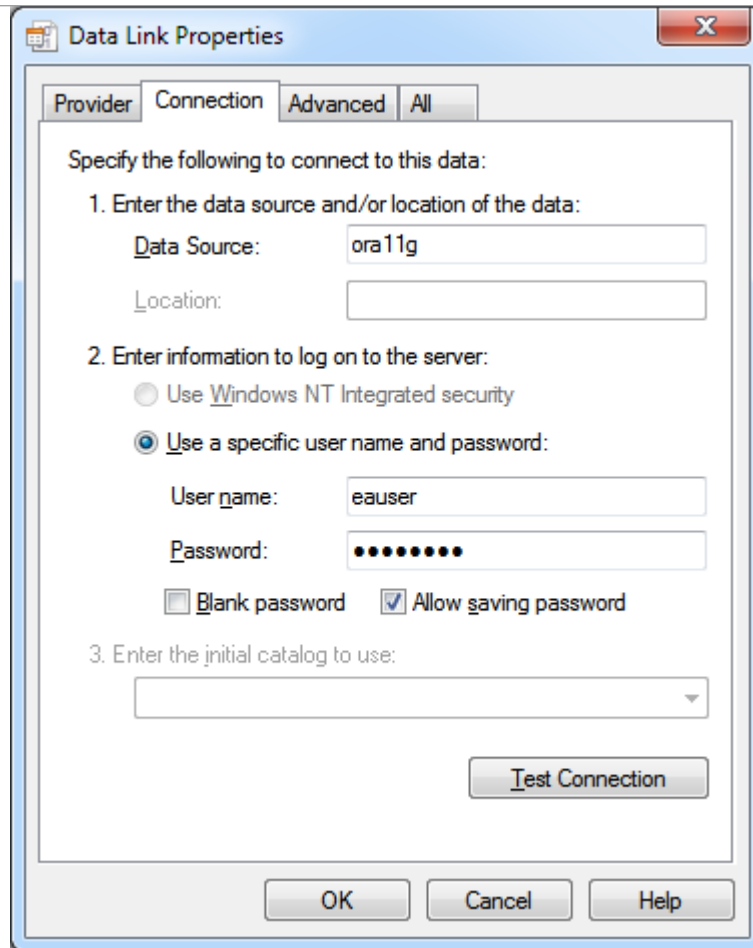 Data Link Properties
Provider Connection Advanced All
Specify the following to connect to this data:
1. Enter the data source and/or location of the data:
Data Source: ora11g
Location:
2. Enter information to log on to the server:
Use Windows NT Integrated security
Use a specific user name and password:
User name: eauser
Password: ●●●●●●●●
Blank password Allow saving password
3. Enter the initial catalog to use:
Test Connection
OK Cancel Help